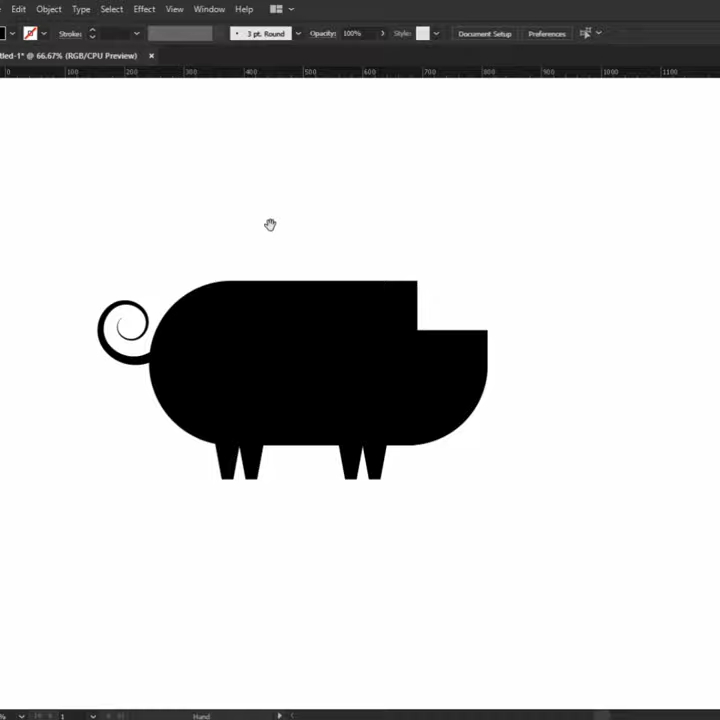 Edit Object Type Select Effect View Window Help
Stroke: 3 pt. Round Opacity: 100% Style: Document Setup Preferences
tled-1* @ 66.67% (RGB/CPU Preview) ×
0 100 200 300 400 500 600 700 800 900 1000 1100
% 1 Hand